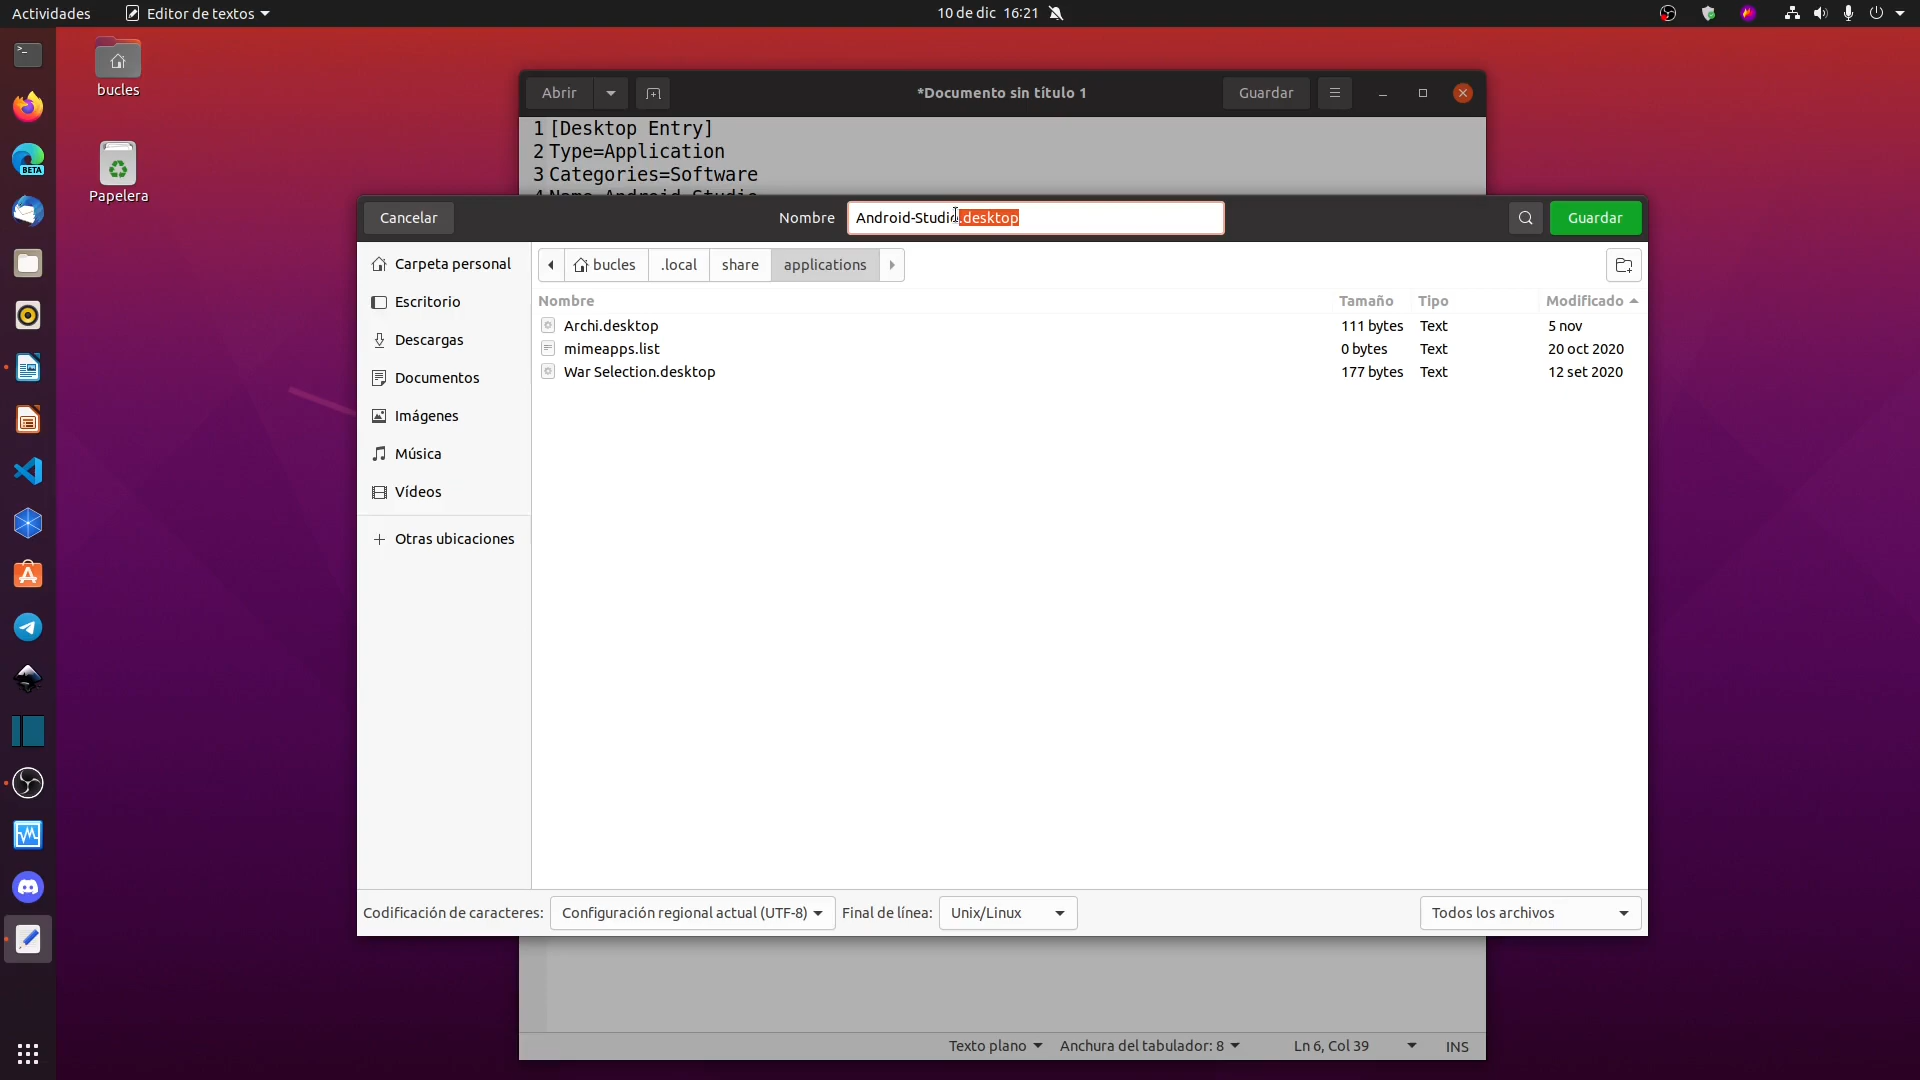 Actividades
Editor de textos
10 de dic 16:21
bucles
Papelera
BETA
Abrir
*Documento sin título 1
Guardar
1 [Desktop Entry]
2 Type=Application
3 Categories=Software
4 Name=Android-Studio
Cancelar
Nombre
Android-Studio.desktop
Guardar
Carpeta personal
Escritorio
Descargas
Documentos
Imágenes
Música
Vídeos
Otras ubicaciones
bucles
.local
share
applications
Nombre Tamaño Tipo Modificado
Archi.desktop 111 bytes Text 5 nov
mimeapps.list 0 bytes Text 20 oct 2020
War Selection.desktop 177 bytes Text 12 set 2020
Codificación de caracteres: Configuración regional actual (UTF-8) Final de línea: Unix/Linux Todos los archivos
Texto plano Anchura del tabulador: 8 Ln 6, Col 39 INS